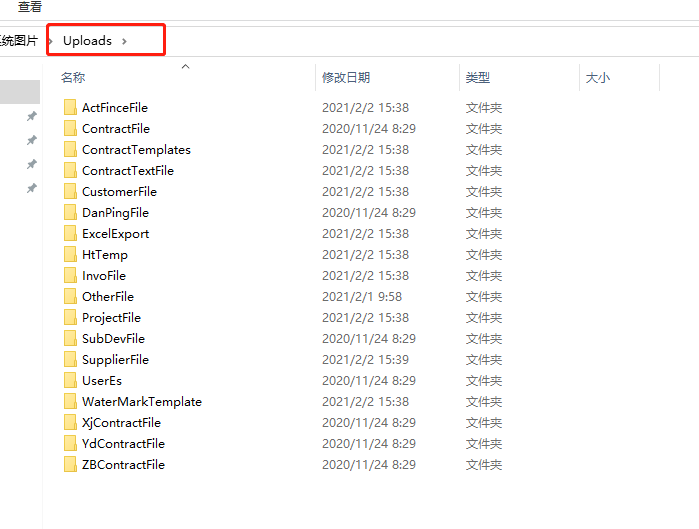 查看
统图片 › Uploads ›
名称 修改日期 类型 大小
ActFinceFile 2021/2/2 15:38 文件夹
ContractFile 2020/11/24 8:29 文件夹
ContractTemplates 2021/2/2 15:38 文件夹
ContractTextFile 2021/2/2 15:38 文件夹
CustomerFile 2021/2/2 15:38 文件夹
DanPingFile 2020/11/24 8:29 文件夹
ExcelExport 2021/2/2 15:38 文件夹
HtTemp 2021/2/2 15:38 文件夹
InvoFile 2021/2/2 15:38 文件夹
OtherFile 2021/2/1 9:58 文件夹
ProjectFile 2021/2/2 15:38 文件夹
SubDevFile 2020/11/24 8:29 文件夹
SupplierFile 2021/2/2 15:39 文件夹
UserEs 2020/11/24 8:29 文件夹
WaterMarkTemplate 2021/2/2 15:38 文件夹
XjContractFile 2020/11/24 8:29 文件夹
YdContractFile 2020/11/24 8:29 文件夹
ZBContractFile 2020/11/24 8:29 文件夹